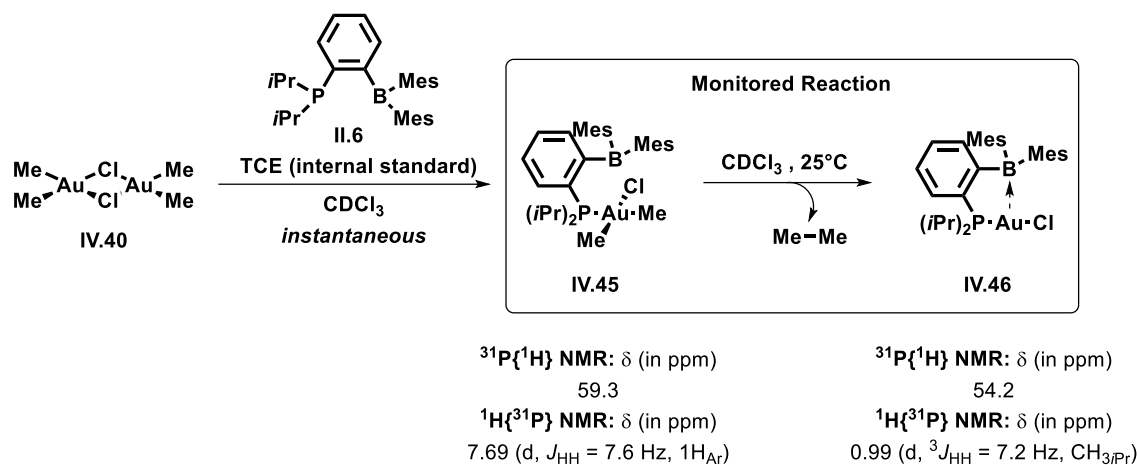 iPr
P
iPr
B
Mes
Mes
II.6
Me
Me
Au
Cl
Cl
Au
Me
Me
IV.40
TCE (internal standard)
CDCl3
instantaneous
Monitored Reaction
Mes
B
Mes
Cl
(iPr)2P
Au
Me
Me
IV.45
CDCl3 , 25°C
Me
Me
Mes
B
Mes
(iPr)2P
Au
Cl
IV.46
31P{1H} NMR: δ (in ppm)
59.3
1H{31P} NMR: δ (in ppm)
7.69 (d, JHH = 7.6 Hz, 1HAr)
31P{1H} NMR: δ (in ppm)
54.2
1H{31P} NMR: δ (in ppm)
0.99 (d, 3JHH = 7.2 Hz, CH3iPr)